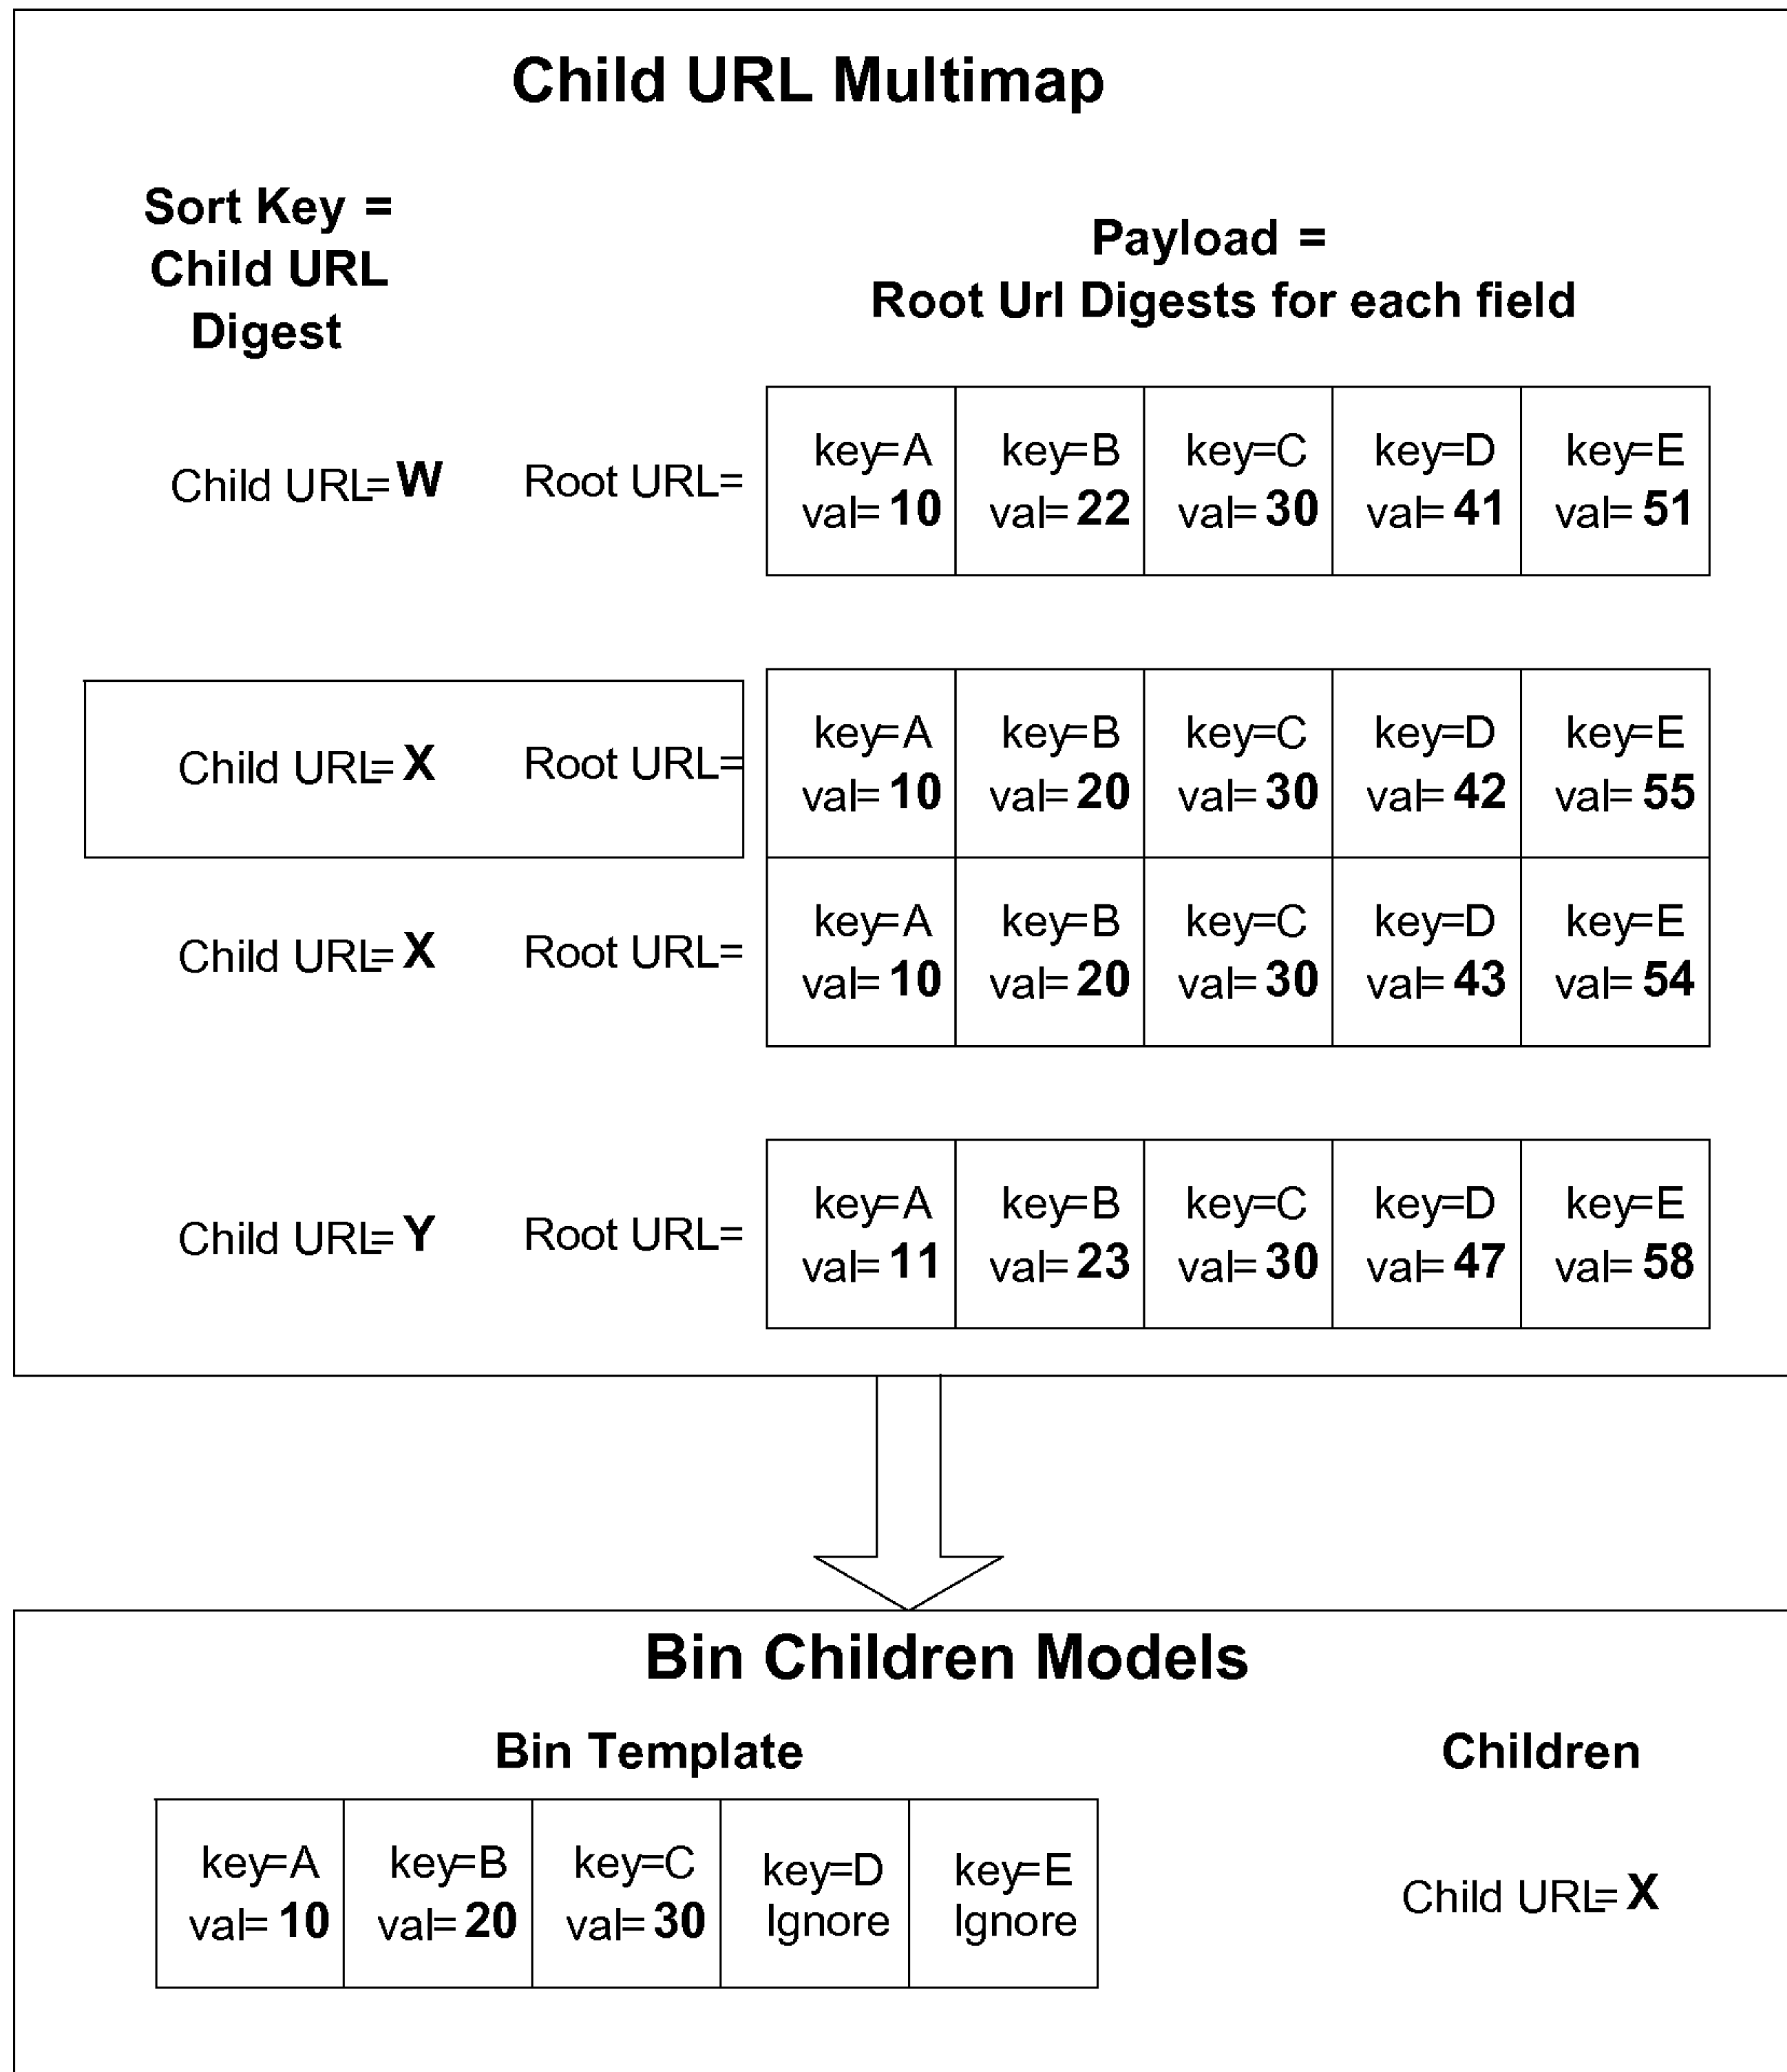 Child URL Multimap
Sort Key =
Child URL
Digest
Payload =
Root Url Digests for each field
Child URL= W Root URL=
key=A key=B key=C key=D key=E
val= 10 val= 22 val= 30 val= 41 val= 51
Child URL= X Root URL=
key=A key=B key=C key=D key=E
val= 10 val= 20 val= 30 val= 42 val= 55
Child URL= X Root URL=
key=A key=B key=C key=D key=E
val= 10 val= 20 val= 30 val= 43 val= 54
Child URL= Y Root URL=
key=A key=B key=C key=D key=E
val= 11 val= 23 val= 30 val= 47 val= 58
Bin Children Models
Bin Template
Children
key=A key=B key=C key=D key=E
val= 10 val= 20 val= 30 Ignore Ignore
Child URL= X